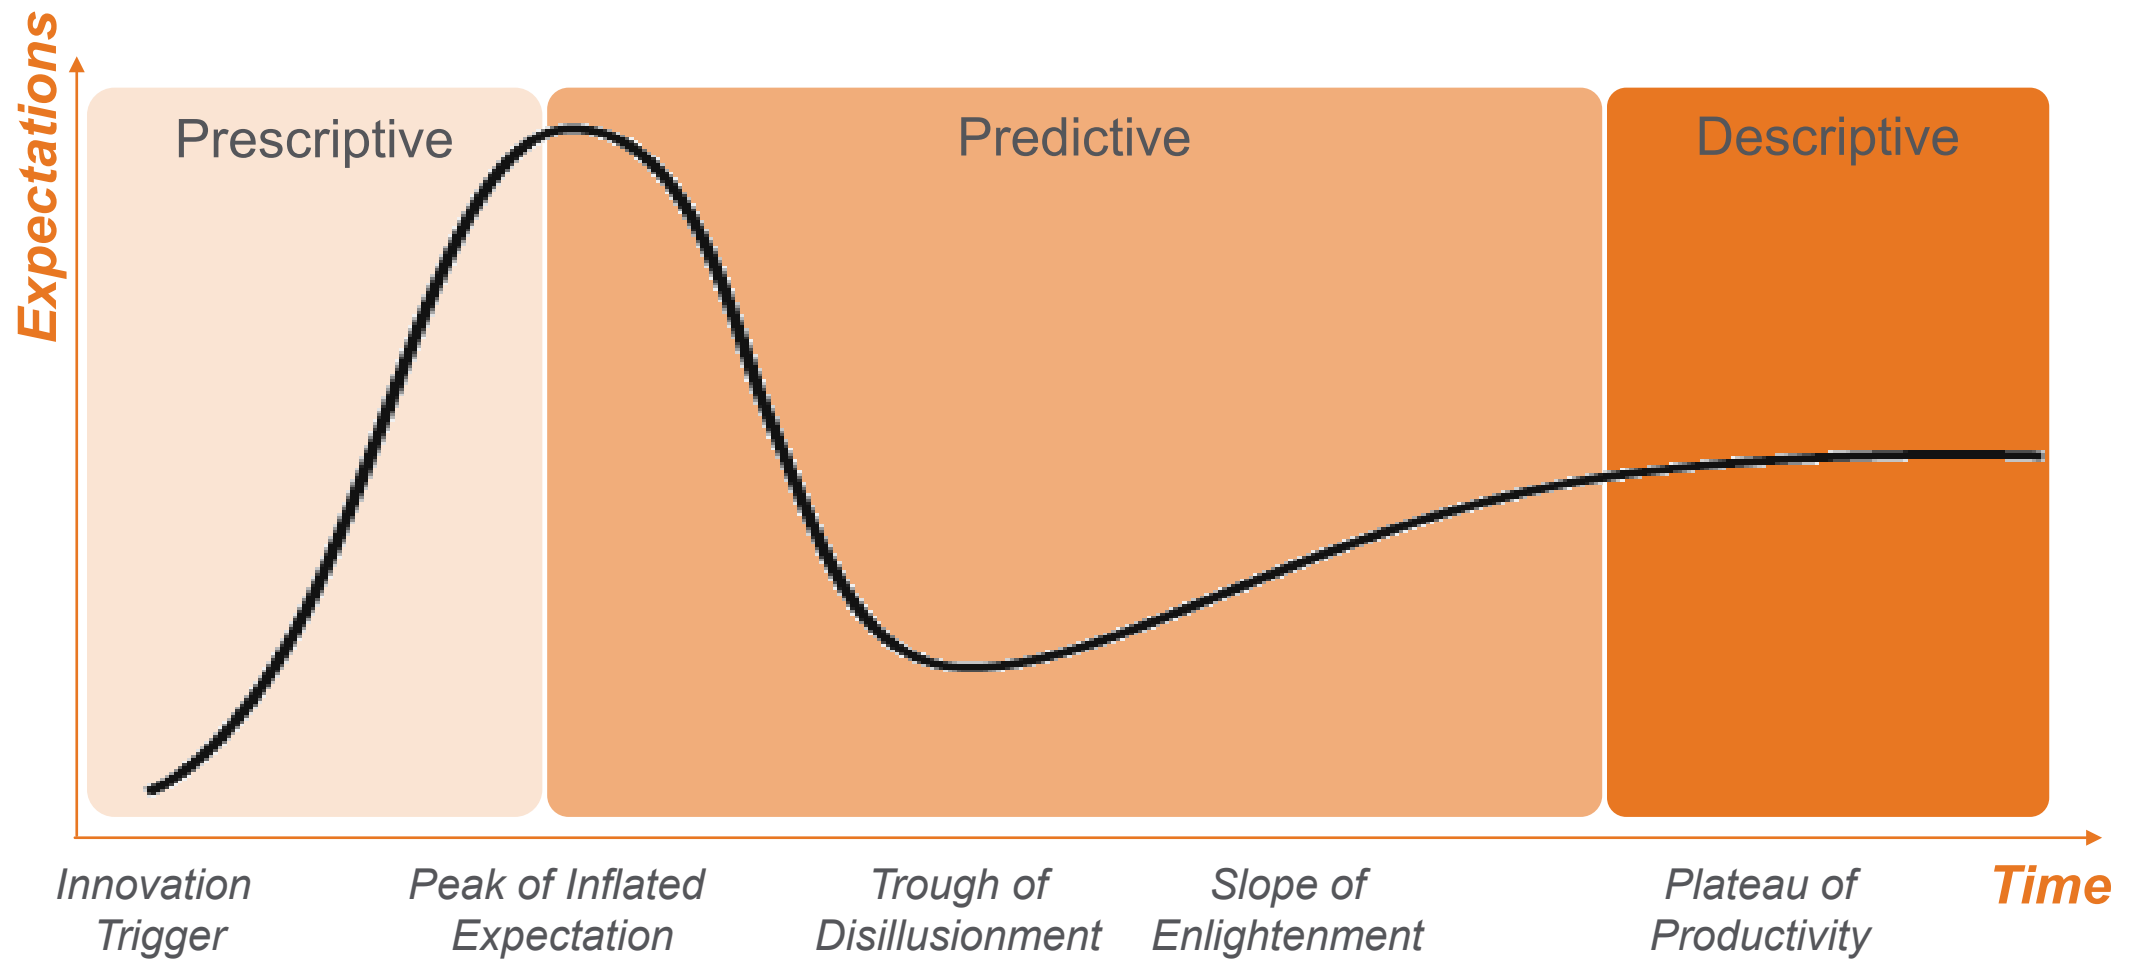 Expectations
Prescriptive
Predictive
Descriptive
Innovation
Trigger
Peak of Inflated
Expectation
Trough of
Disillusionment
Slope of
Enlightenment
Plateau of
Productivity
Time